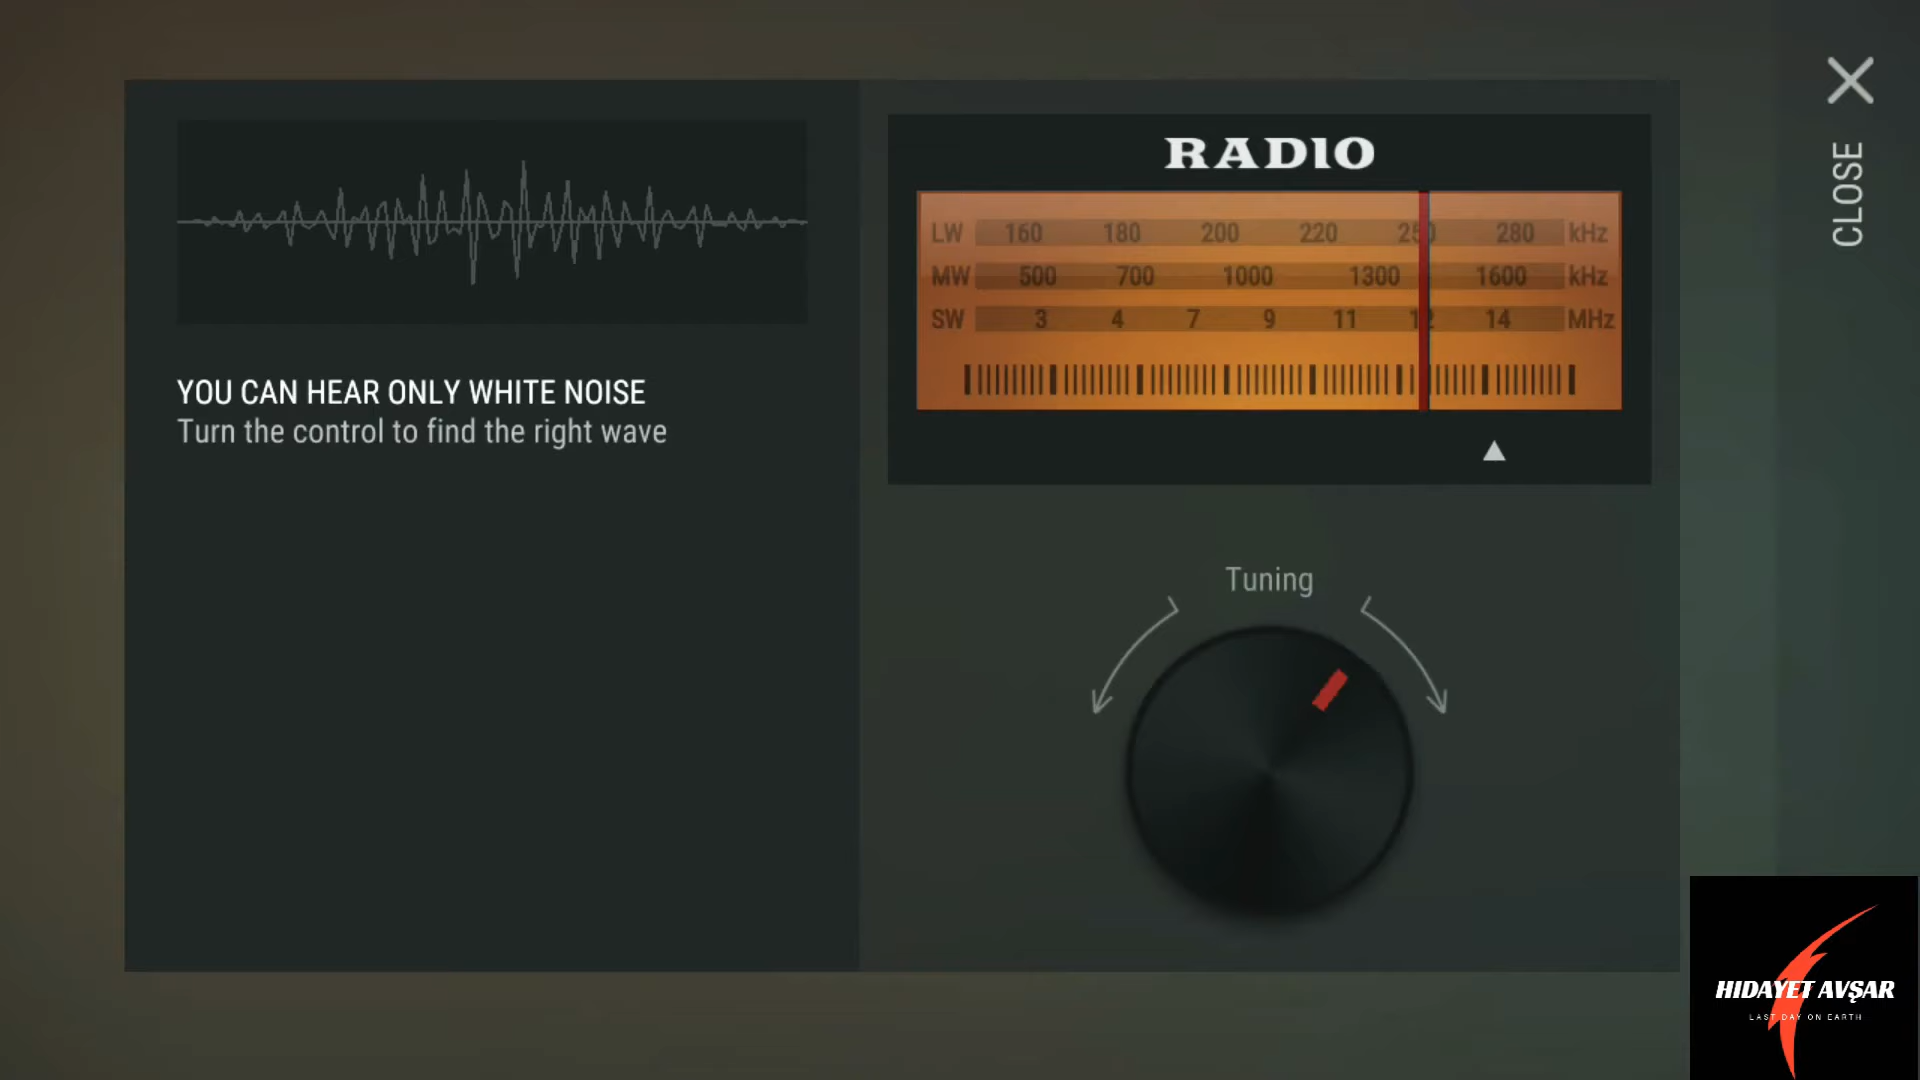 RADIO
LW 160 180 200 220 250 280 kHz
MW 500 700 1000 1300 1600 kHz
SW 3 4 7 9 11 12 14 MHz
YOU CAN HEAR ONLY WHITE NOISE
Turn the control to find the right wave
Tuning
CLOSE
HIDAYET AVŞAR
LAST DAY ON EARTH